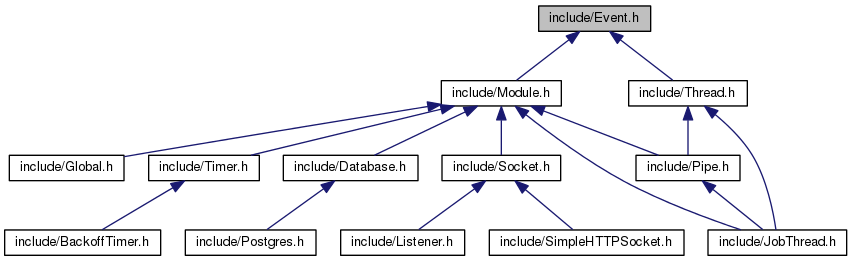 include/Event.h
include/Module.h
include/Thread.h
include/Global.h
include/Timer.h
include/Database.h
include/Socket.h
include/Pipe.h
include/BackoffTimer.h
include/Postgres.h
include/Listener.h
include/SimpleHTTPSocket.h
include/JobThread.h